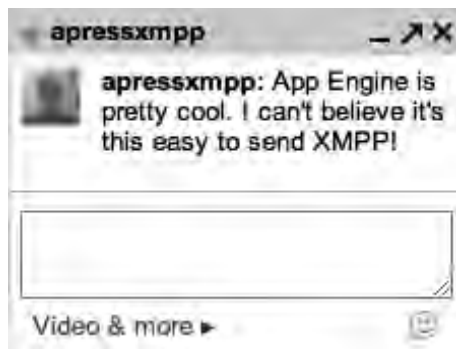 apressxmpp
apressxmpp: App Engine is
pretty cool. I can't believe it's
this easy to send XMPP!
Video & more ►